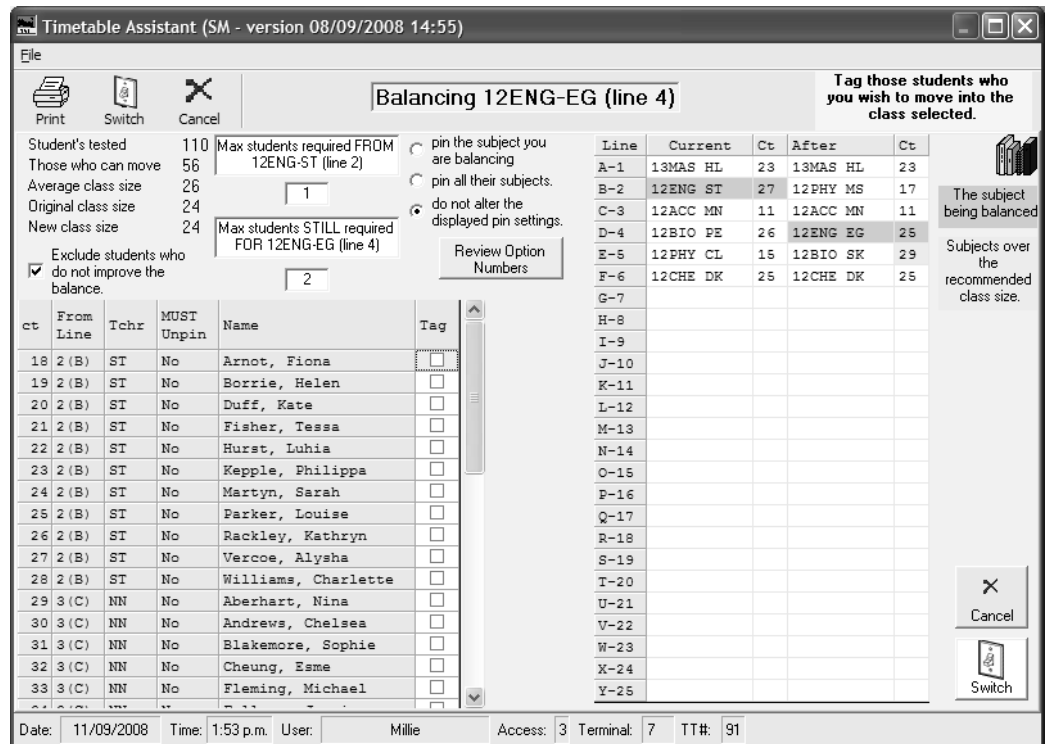 Timetable Assistant (SM - version 08/09/2008 14:55)
File
Print Switch Cancel
Balancing 12ENG-EG (line 4)
Tag those students who
you wish to move into the
class selected.
Student's tested 110
Those who can move 56
Average class size 26
Original class size 24
New class size 24
Exclude students who
do not improve the
balance.
Max students required FROM
12ENG-ST (line 2)
1
Max students STILL required
FOR 12ENG-EG (line 4)
2
pin the subject you
are balancing
pin all their subjects.
do not alter the
displayed pin settings.
Review Option
Numbers
ct From Line Tchr MUST Unpin Name Tag
18 2(B) ST No Arnot, Fiona
19 2(B) ST No Borrie, Helen
20 2(B) ST No Duff, Kate
21 2(B) ST No Fisher, Tessa
22 2(B) ST No Hurst, Luhia
23 2(B) ST No Kepple, Philippa
24 2(B) ST No Martyn, Sarah
25 2(B) ST No Parker, Louise
26 2(B) ST No Rackley, Kathryn
27 2(B) ST No Vercoe, Alysha
28 2(B) ST No Williams, Charlette
29 3(C) NN No Aberhart, Nina
30 3(C) NN No Andrews, Chelsea
31 3(C) NN No Blakemore, Sophie
32 3(C) NN No Cheung, Esme
33 3(C) NN No Fleming, Michael
Line Current Ct After Ct
A-1 13MAS HL 23 13MAS HL 23
B-2 12ENG ST 27 12PHY MS 17
C-3 12ACC MN 11 12ACC MN 11
D-4 12BIO PE 26 12ENG EG 25
E-5 12PHY CL 15 12BIO SK 29
F-6 12CHE DK 25 12CHE DK 25
G-7
H-8
I-9
J-10
K-11
L-12
M-13
N-14
O-15
P-16
Q-17
R-18
S-19
T-20
U-21
V-22
W-23
X-24
Y-25
The subject
being balanced
Subjects over
the
recommended
class size.
Cancel
Switch
Date: 11/09/2008 Time: 1:53 p.m. User: Millie Access: 3 Terminal: 7 TT#: 91